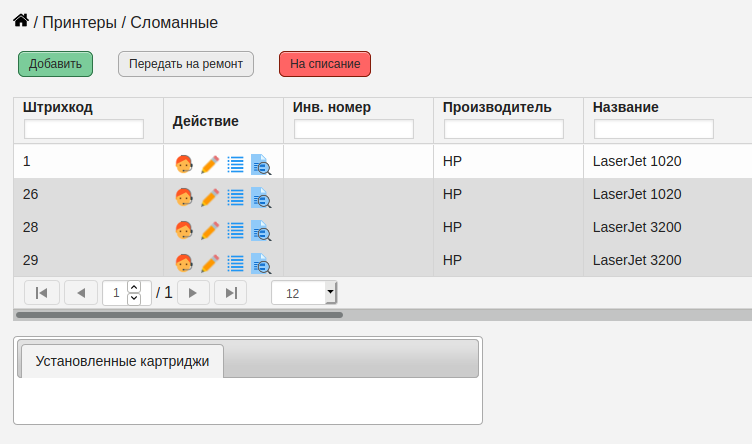 / Принтеры / Сломанные
Добавить Передать на ремонт На списание
Штрихкод Действие Инв. номер Производитель Название
1 HP LaserJet 1020
26 HP LaserJet 1020
28 HP LaserJet 3200
29 HP LaserJet 3200
1 / 1 12
Установленные картриджи